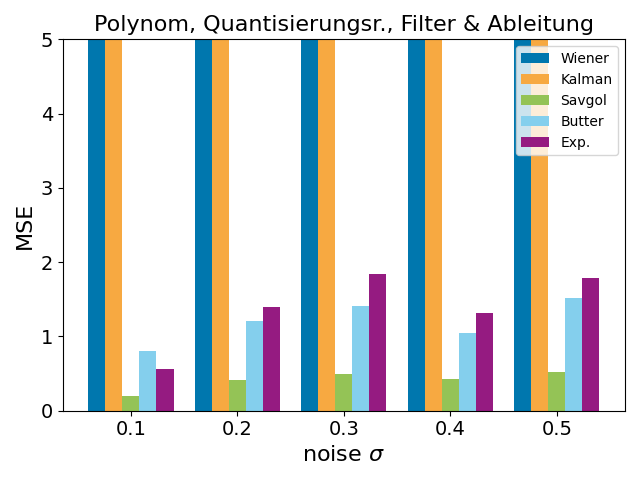 Polynom, Quantisierungsr., Filter & Ableitung
5
4
3
2
1
0
MSE
Wiener
Kalman
Savgol
Butter
Exp.
0.1 0.2 0.3 0.4 0.5
noise σ